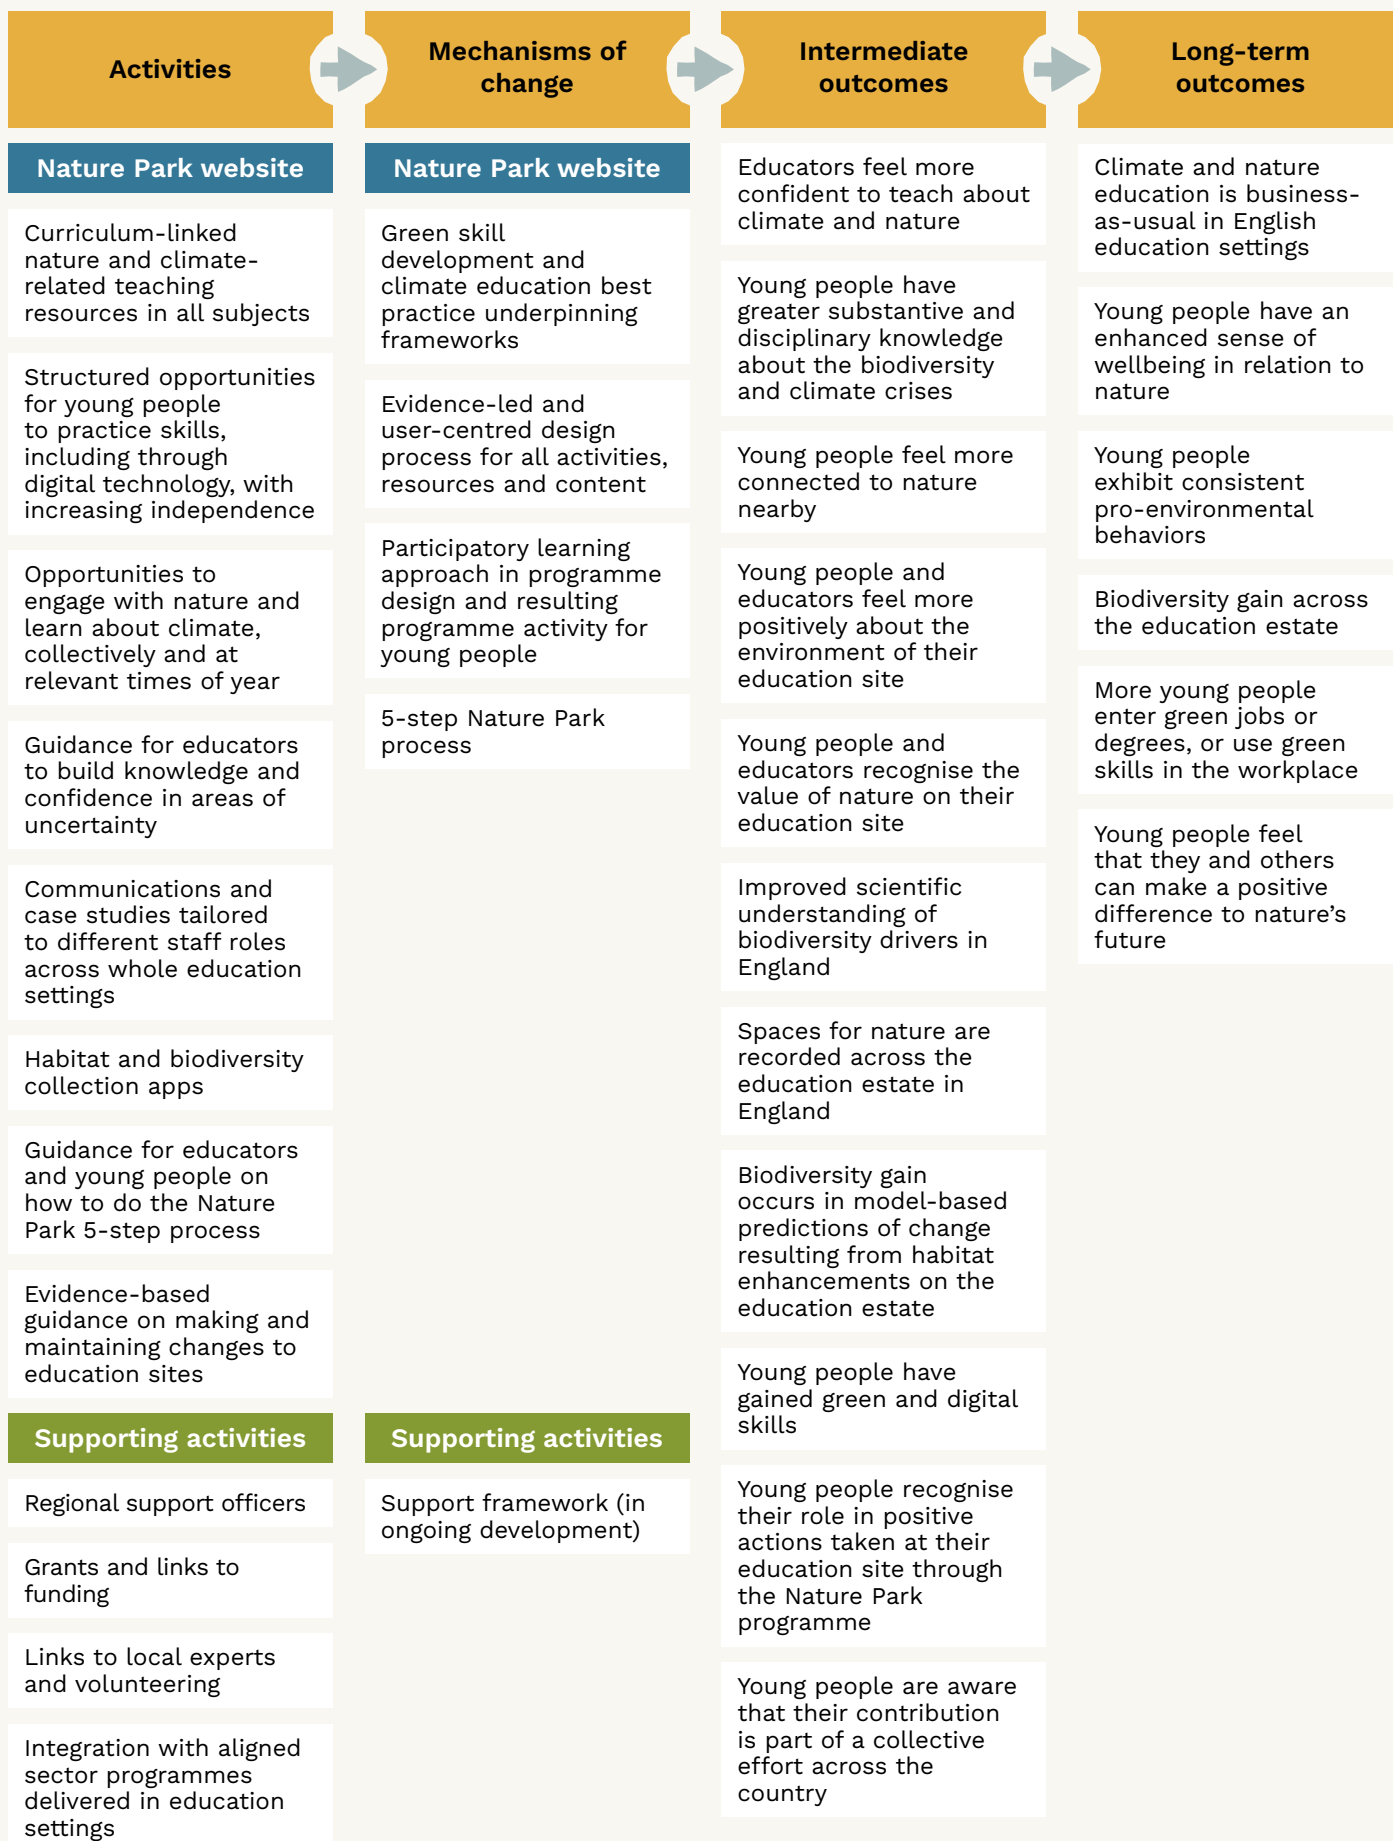 Activities
Mechanisms of
change
Intermediate
outcomes
Long-term
outcomes
Nature Park website
Curriculum-linked
nature and climate-
related teaching
resources in all subjects
Structured opportunities
for young people
to practice skills,
including through
digital technology, with
increasing independence
Opportunities to
engage with nature and
learn about climate,
collectively and at
relevant times of year
Guidance for educators
to build knowledge and
confidence in areas of
uncertainty
Communications and
case studies tailored
to different staff roles
across whole education
settings
Habitat and biodiversity
collection apps
Guidance for educators
and young people on
how to do the Nature
Park 5-step process
Evidence-based
guidance on making and
maintaining changes to
education sites
Supporting activities
Regional support officers
Grants and links to
funding
Links to local experts
and volunteering
Integration with aligned
sector programmes
delivered in education
settings
Nature Park website
Green skill
development and
climate education best
practice underpinning
frameworks
Evidence-led and
user-centred design
process for all activities,
resources and content
Participatory learning
approach in programme
design and resulting
programme activity for
young people
5-step Nature Park
process
Supporting activities
Support framework (in
ongoing development)
Educators feel more
confident to teach about
climate and nature
Young people have
greater substantive and
disciplinary knowledge
about the biodiversity
and climate crises
Young people feel more
connected to nature
nearby
Young people and
educators feel more
positively about the
environment of their
education site
Young people and
educators recognise the
value of nature on their
education site
Improved scientific
understanding of
biodiversity drivers in
England
Spaces for nature are
recorded across the
education estate in
England
Biodiversity gain
occurs in model-based
predictions of change
resulting from habitat
enhancements on the
education estate
Young people have
gained green and digital
skills
Young people recognise
their role in positive
actions taken at their
education site through
the Nature Park
programme
Young people are aware
that their contribution
is part of a collective
effort across the
country
Climate and nature
education is business-
as-usual in English
education settings
Young people have an
enhanced sense of
wellbeing in relation to
nature
Young people
exhibit consistent
pro-environmental
behaviors
Biodiversity gain across
the education estate
More young people
enter green jobs or
degrees, or use green
skills in the workplace
Young people feel
that they and others
can make a positive
difference to nature’s
future